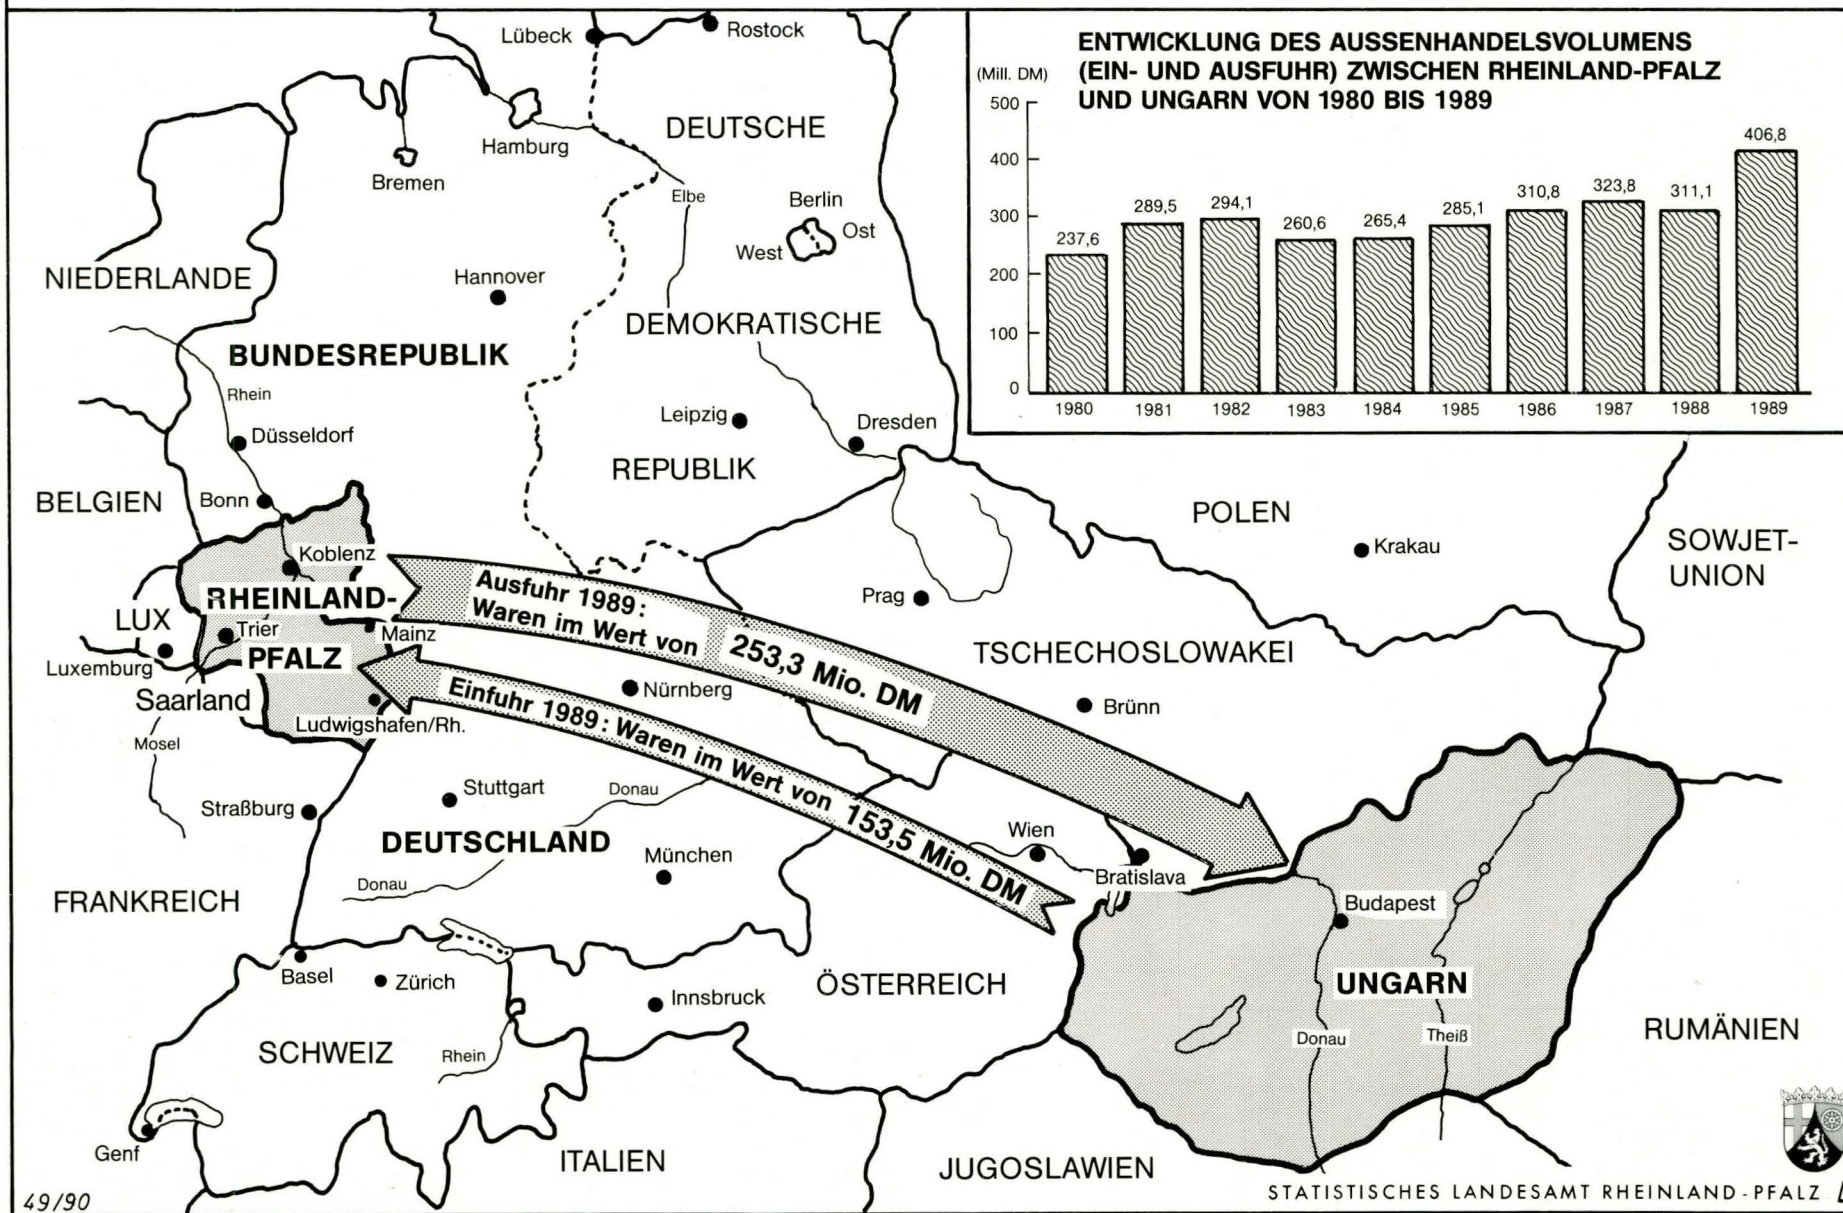 ENTWICKLUNG DES AUSSENHANDELSVOLUMENS
(EIN- UND AUSFUHR) ZWISCHEN RHEINLAND-PFALZ
UND UNGARN VON 1980 BIS 1989
(Mill. DM)
500
400
300
200
100
0
237,6
289,5
294,1
260,6
265,4
285,1
310,8
323,8
311,1
406,8
1980
1981
1982
1983
1984
1985
1986
1987
1988
1989
Lübeck
Rostock
DEUTSCHE
Hamburg
Bremen
Elbe
Berlin
Ost
West
NIEDERLANDE
Hannover
DEMOKRATISCHE
BUNDESREPUBLIK
Rhein
Leipzig
Dresden
Düsseldorf
REPUBLIK
BELGIEN
Bonn
POLEN
Krakau
SOWJET-
UNION
Koblenz
RHEINLAND-
PFALZ
Ausfuhr 1989:
Waren im Wert von
253,3 Mio. DM
Prag
LUX
Trier
Mainz
TSCHECHOSLOWAKEI
Luxemburg
Saarland
Einfuhr 1989: Waren im Wert von 153,5 Mio. DM
Nürnberg
Brünn
Ludwigshafen/Rh.
Mosel
Stuttgart
Donau
Straßburg
DEUTSCHLAND
Wien
München
Bratislava
Donau
FRANKREICH
Budapest
Basel
Zürich
ÖSTERREICH
UNGARN
Innsbruck
SCHWEIZ
Rhein
Donau
Theiß
RUMÄNIEN
Genf
ITALIEN
JUGOSLAWIEN
49/90
STATISTISCHES LANDESAMT RHEINLAND-PFALZ